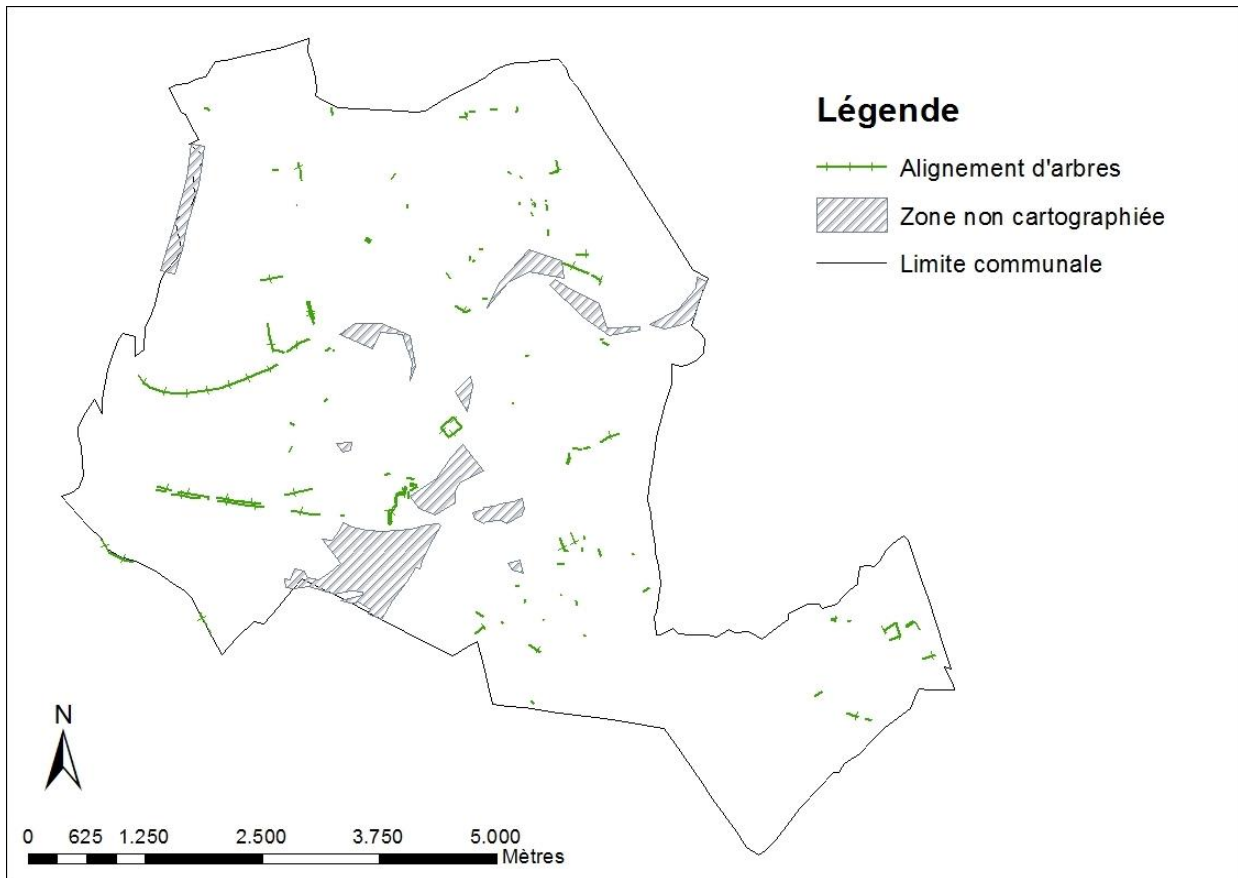 Légende
Alignement d'arbres
Zone non cartographiée
Limite communale
N
0 625 1.250 2.500 3.750 5.000
Mètres